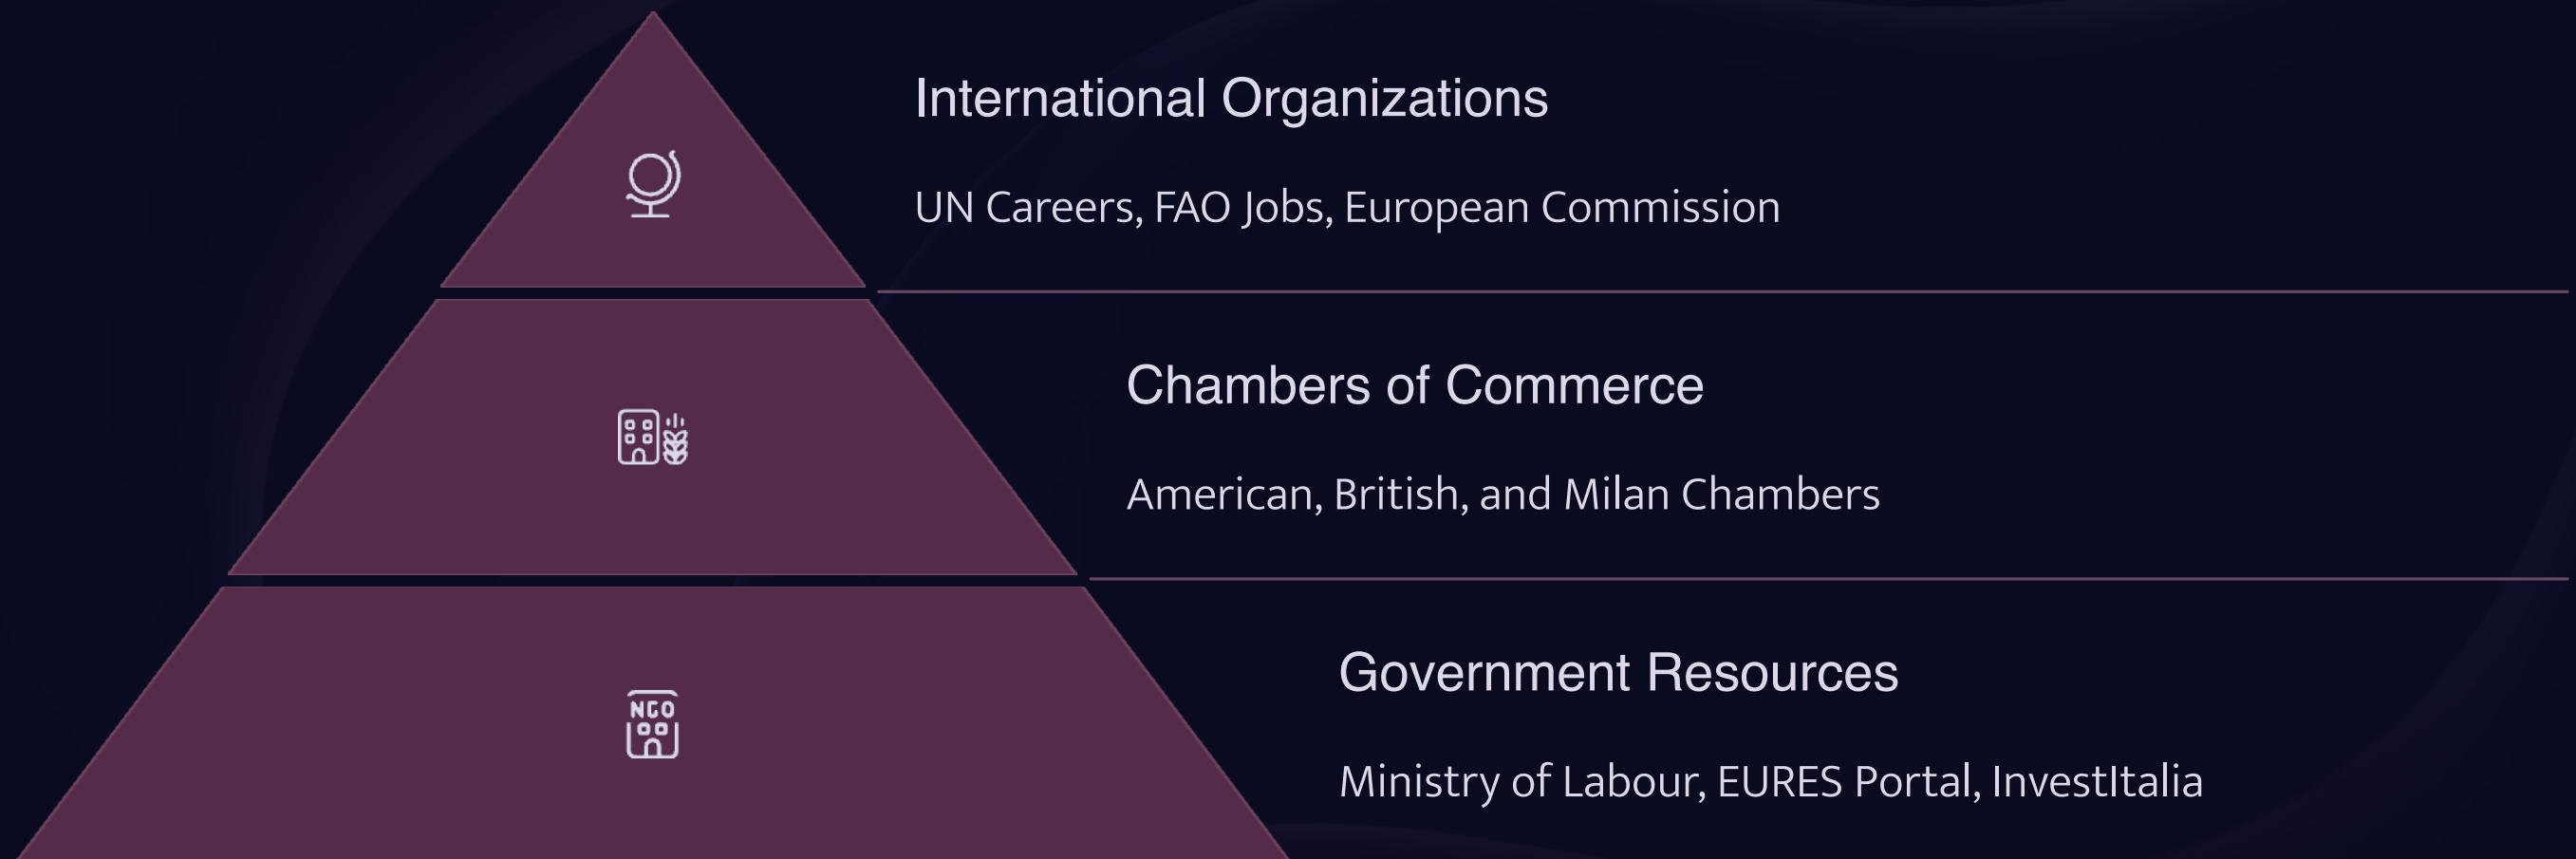 International Organizations
UN Careers, FAO Jobs, European Commission
Chambers of Commerce
American, British, and Milan Chambers
NGO
Government Resources
Ministry of Labour, EURES Portal, InvestItalia